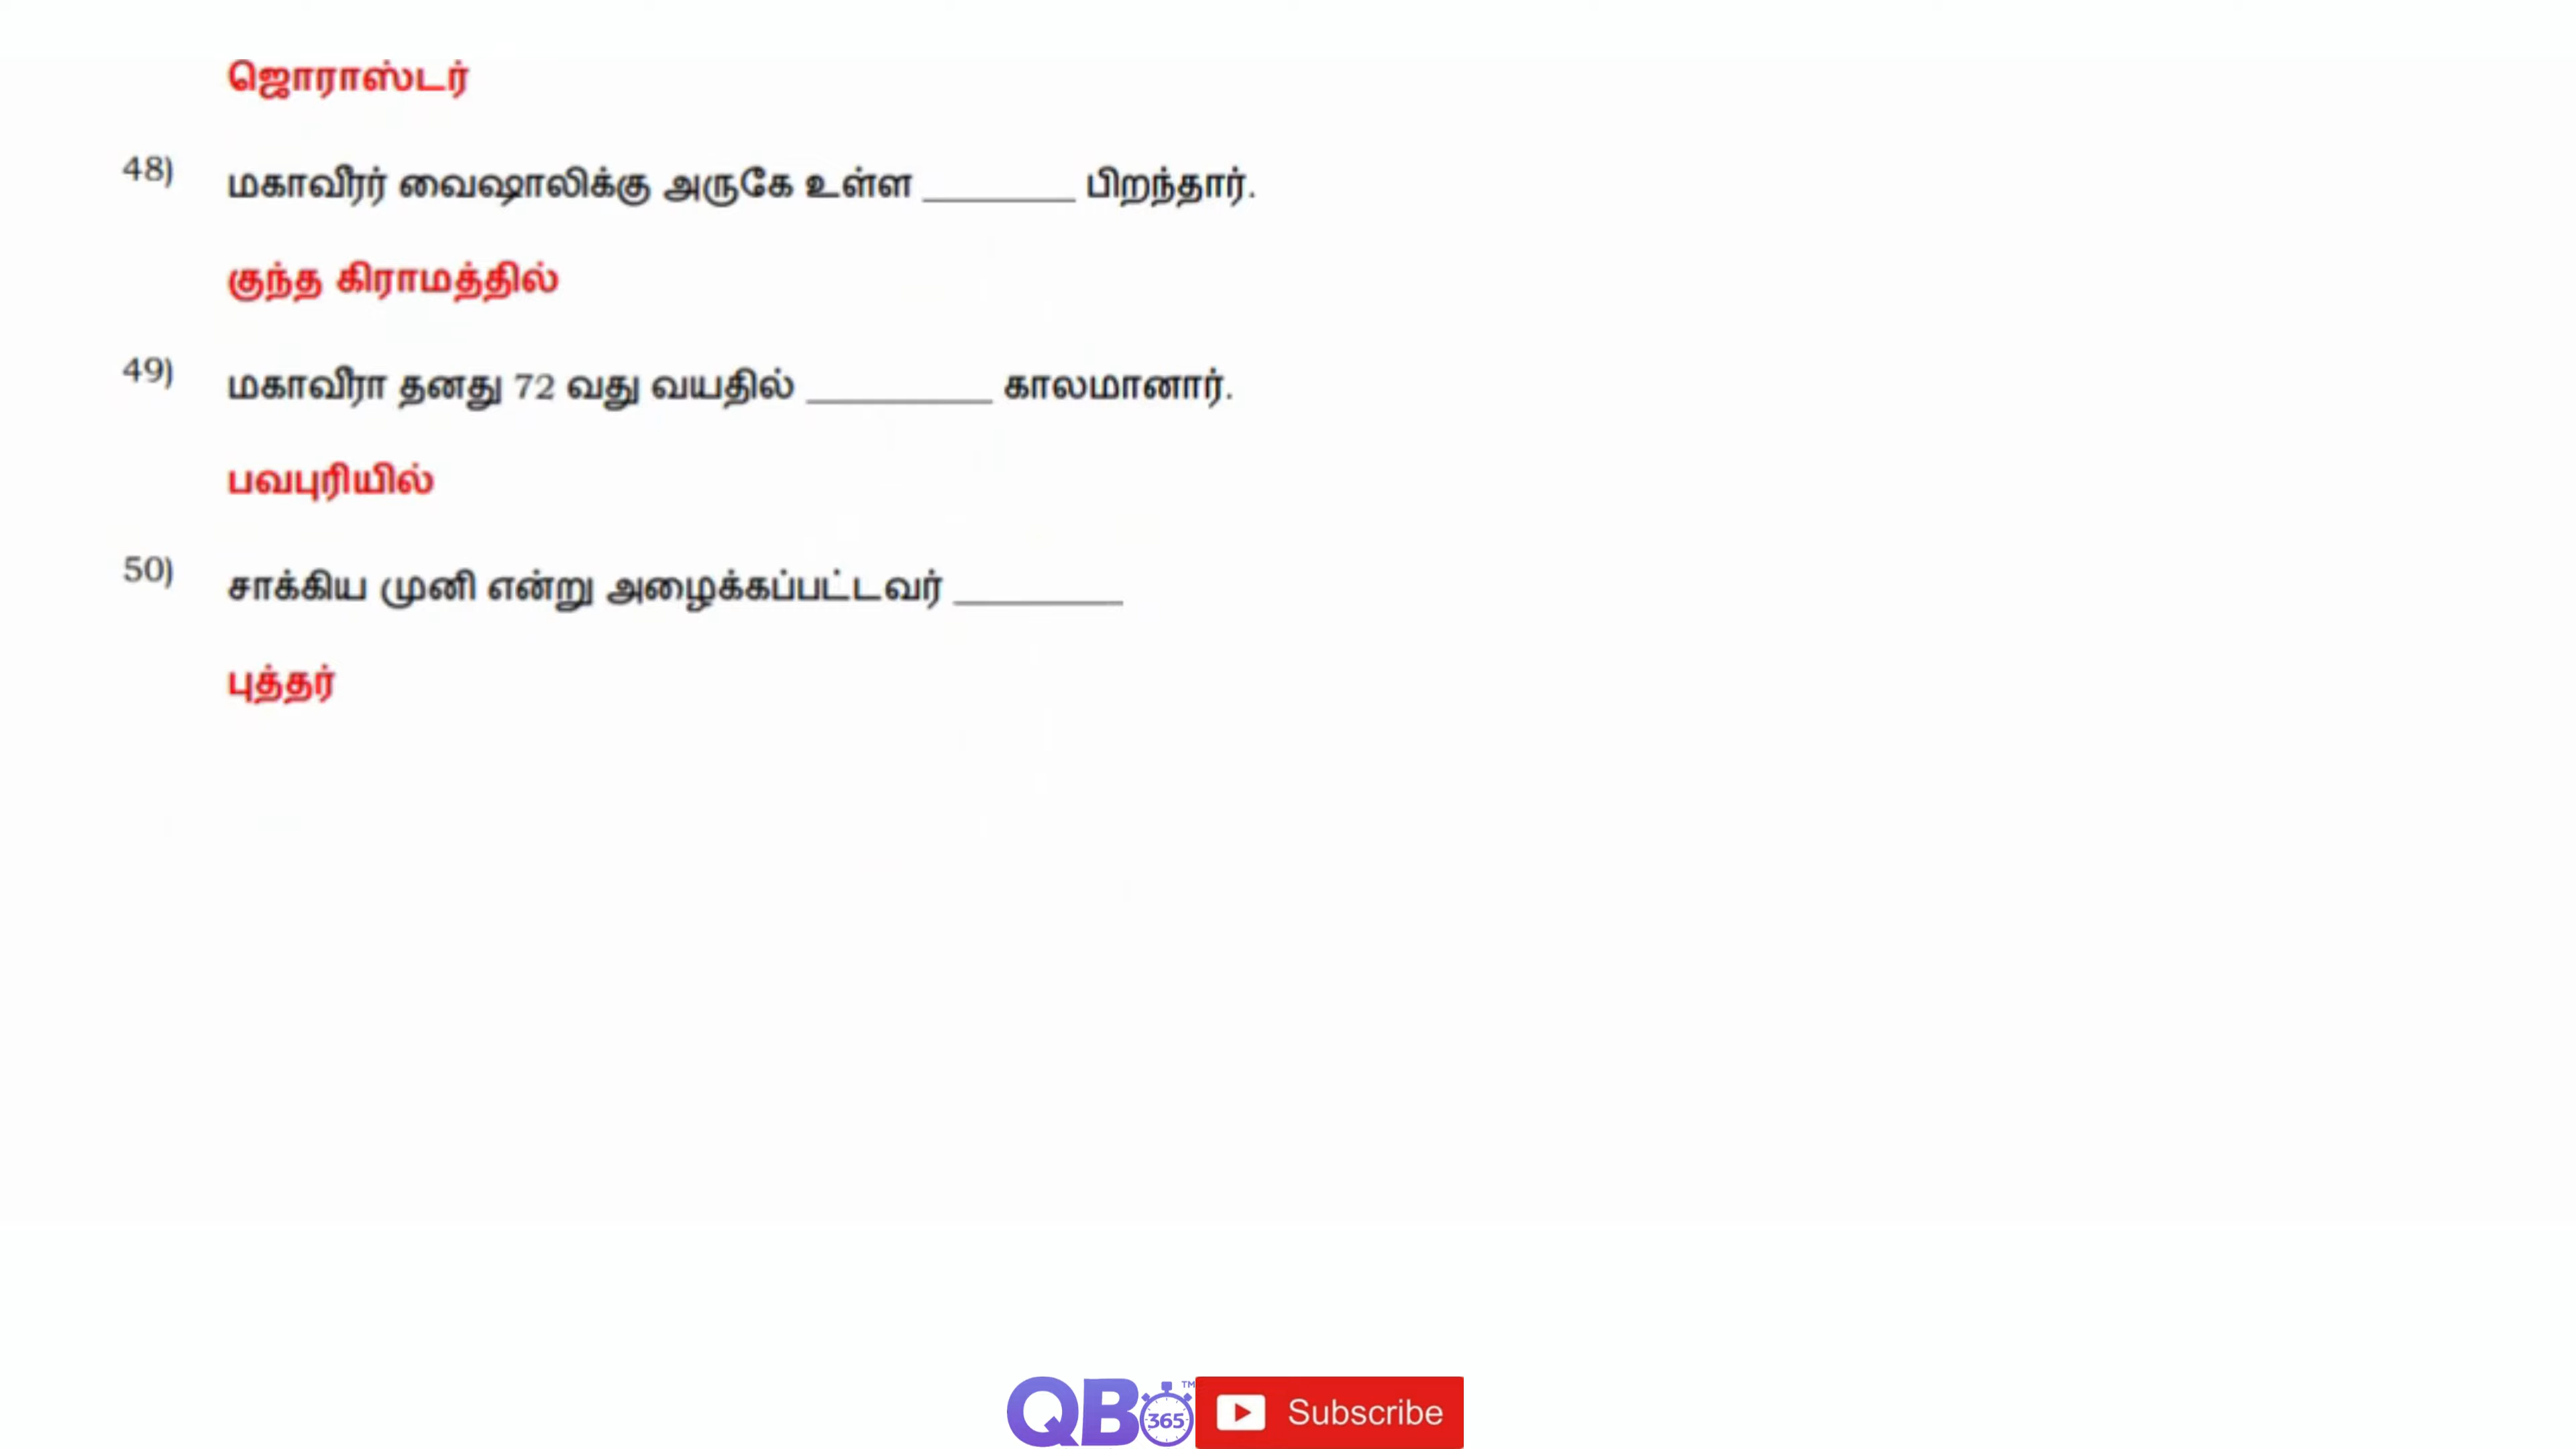 ஜொராஸ்டர்
48) மகாவீரர் வைஷாலிக்கு அருகே உள்ள ________ பிறந்தார்.
குந்த கிராமத்தில்
49) மகாவீரா தனது 72 வது வயதில் __________ காலமானார்.
பவபுரியில்
50) சாக்கிய முனி என்று அழைக்கப்பட்டவர் _________
புத்தர்
QB365™ Subscribe